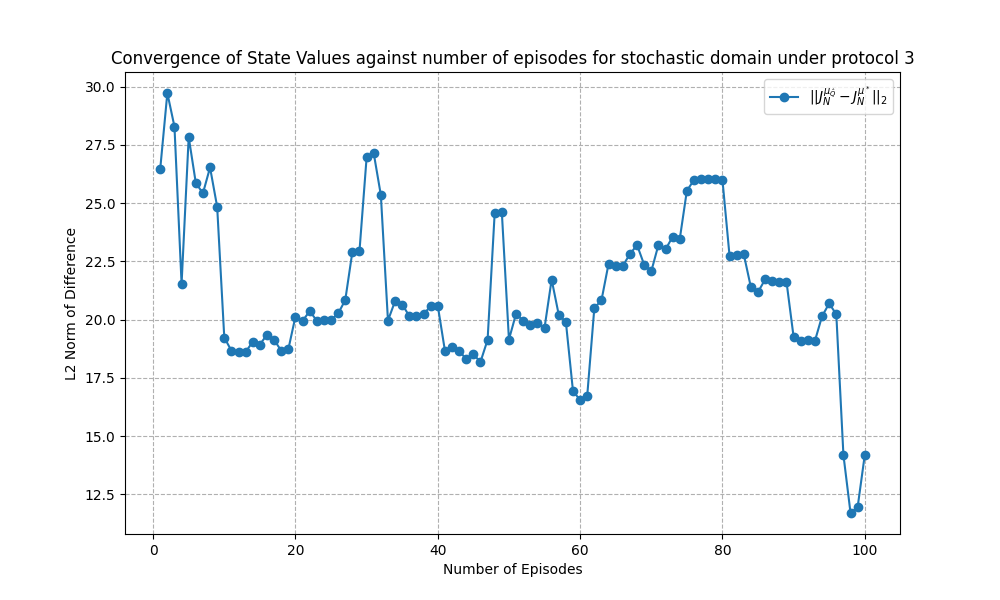 Convergence of State Values against number of episodes for stochastic domain under protocol 3
||J_N^{μ_{Q̂}} − J_N^{μ^*}||_2
30.0
27.5
25.0
22.5
20.0
17.5
15.0
12.5
L2 Norm of Difference
0 20 40 60 80 100
Number of Episodes